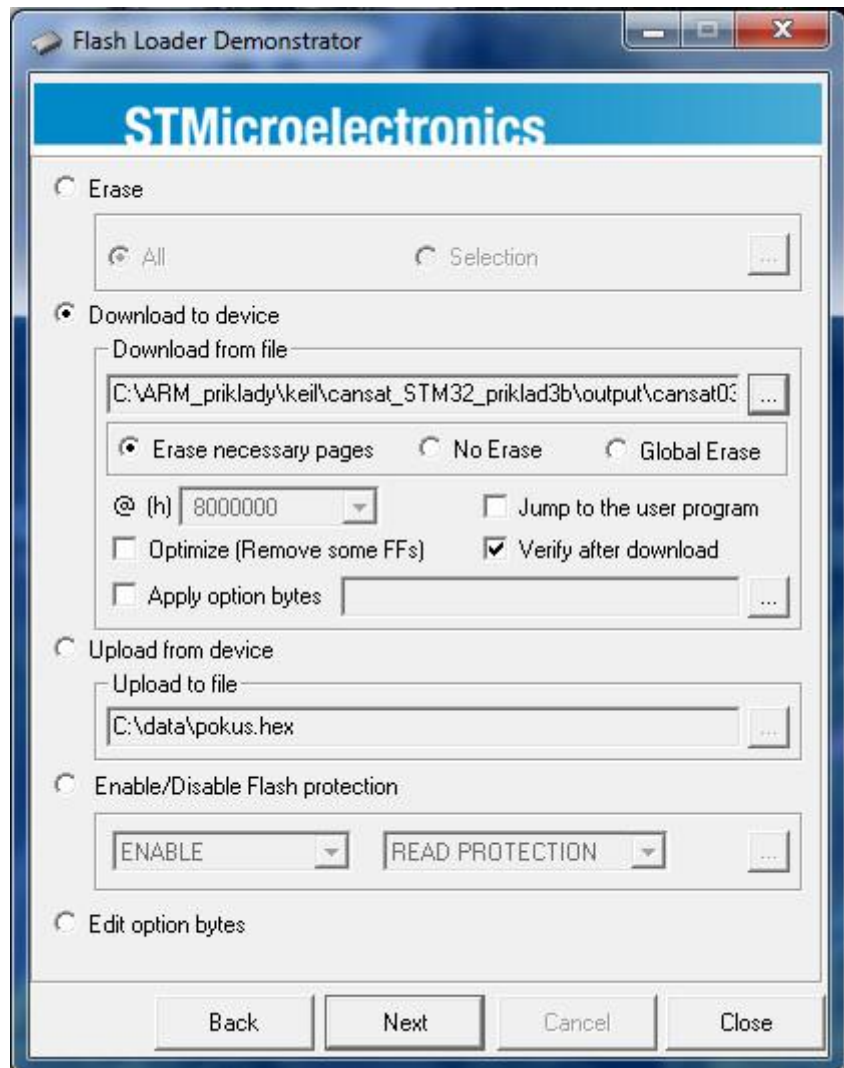 Flash Loader Demonstrator
STMicroelectronics
Erase
All Selection ...
Download to device
Download from file
C:\ARM_priklady\keil\cansat_STM32_priklad3b\output\cansat03 ...
Erase necessary pages No Erase Global Erase
@ (h) 8000000 Jump to the user program
Optimize (Remove some FFs) Verify after download
Apply option bytes ...
Upload from device
Upload to file
C:\data\pokus.hex ...
Enable/Disable Flash protection
ENABLE READ PROTECTION ...
Edit option bytes
Back Next Cancel Close